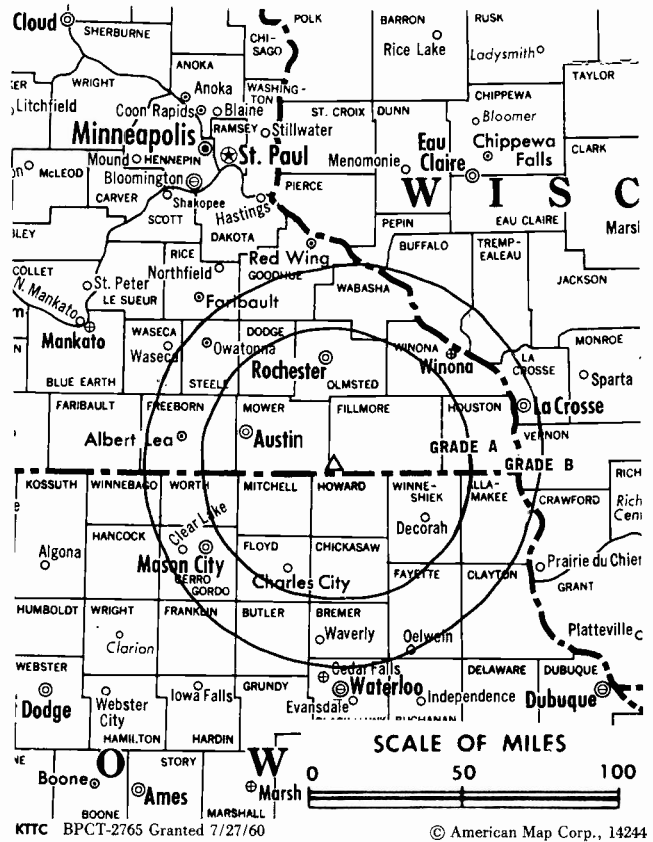 Cloud
SHERBURNE
CHI-
SAGO
POLK
BARRON
Rice Lake
RUSK
Ladysmith
TAYLOR
ANOKA
WRIGHT
Anoka
WASHING-
TON
CHIPPEWA
Bloomer
KER
Litchfield
Coon Rapids
Blaine
ST. CROIX
DUNN
RAMSEY
Stillwater
Minneapolis
St. Paul
Eau
Claire
Chippewa
Falls
CLARK
Mound
HENNEPIN
Menomonie
McLEOD
Bloomington
PIERCE
W I S C
CARVER
Shakopee
SCOTT
Hastings
DAKOTA
PEPIN
EAU CLAIRE
Marsl
BLEY
BUFFALO
TREMP-
EALEAU
RICE
Northfield
Red Wing
GOODHUE
COLLET
St. Peter
LE SUEUR
N. Mankato
Faribault
WABASHA
JACKSON
Mankato
WASECA
Waseca
Owatonna
DODGE
WINONA
Winona
LA
CROSSE
MONROE
Sparta
BLUE EARTH
STEELE
Rochester
OLMSTED
FARIBAULT
FREEBORN
MOWER
FILLMORE
HOUSTON
La Crosse
VERNON
Albert Lea
Austin
GRADE A
GRADE B
KOSSUTH
WINNEBAGO
WORTH
MITCHELL
HOWARD
WINNE-
SHIEK
ALLA-
MAKEE
CRAWFORD
RICH
Rich
Cent
HANCOCK
Clear Lake
Decorah
Algona
Mason City
FLOYD
CHICKASAW
Prairie du Chien
CERRO
GORDO
Charles City
FAYETTE
CLAYTON
GRANT
HUMBOLDT
WRIGHT
FRANKLIN
BUTLER
BREMER
Clarion
Waverly
Oelwein
Platteville
WEBSTER
Cedar Falls
DELAWARE
DUBUQUE
Dodge
Webster
City
Iowa Falls
GRUNDY
Waterloo
Evansdale
Independence
Dubuque
BUCHANAN
HAMILTON
HARDIN
SCALE OF MILES
0 50 100
STORY
O W
Boone
Ames
Marsh
BOONE
MARSHALL
KTTC BPCT-2765 Granted 7/27/60
© American Map Corp., 14244